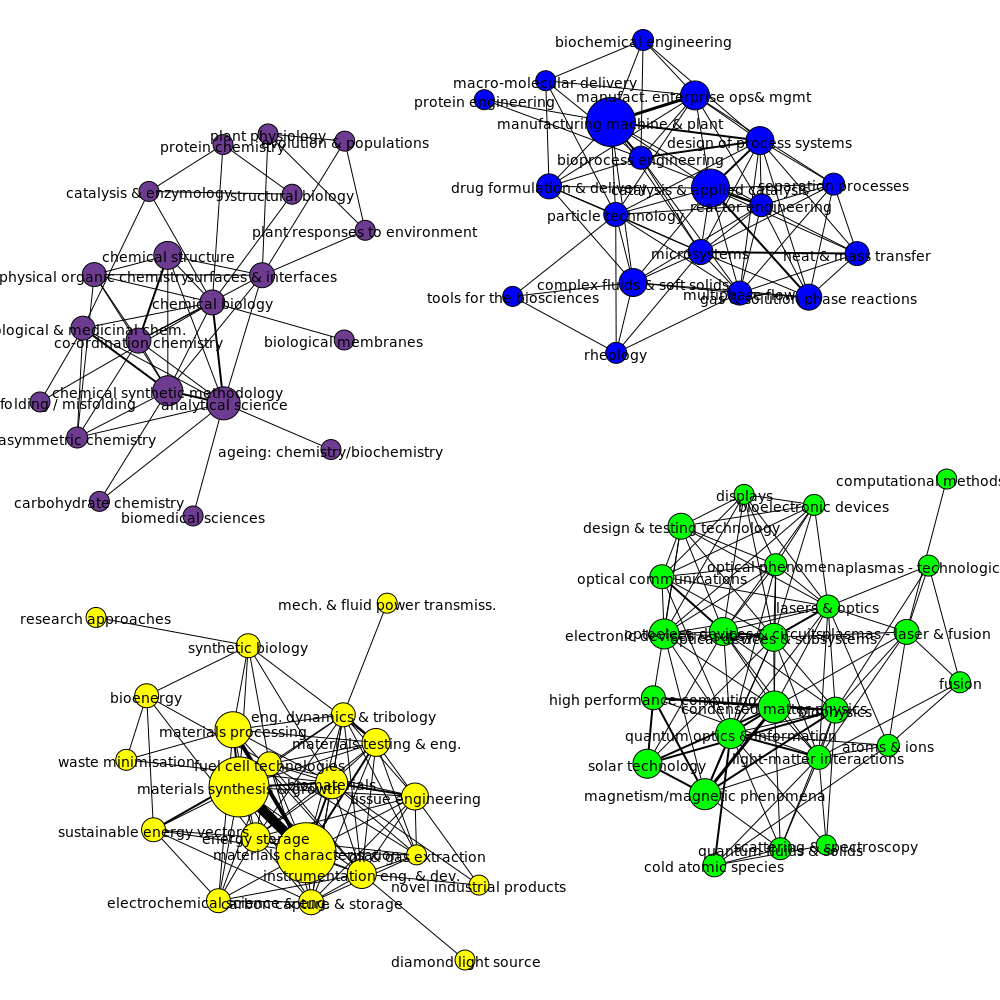 biochemical engineering
macro-molecular delivery
protein engineering
manufact. enterprise ops& mgmt
manufacturing machine & plant
design of process systems
bioprocess engineering
drug formulation & delivery
catalysis & applied catalysis
separation processes
particle technology
reactor engineering
microsystems
heat & mass transfer
complex fluids & soft solids
multiphase flow
gas & solution phase reactions
tools for the biosciences
rheology
plant physiology
protein chemistry
evolution & populations
catalysis & enzymology
structural biology
plant responses to environment
chemical structure
physical organic chemistry
surfaces & interfaces
chemical biology
ological & medicinal chem.
co-ordination chemistry
biological membranes
chemical synthetic methodology
folding / misfolding
analytical science
asymmetric chemistry
ageing: chemistry/biochemistry
carbohydrate chemistry
biomedical sciences
computational methods
displays
bioelectronic devices
design & testing technology
optical phenomena
plasmas - technologic
optical communications
lasers & optics
electronic devices
optoelect. devices & circuits
optical devices & subsystems
plasmas - laser & fusion
fusion
high performance computing
condensed matter physics
quantum optics & information
atoms & ions
light-matter interactions
solar technology
magnetism/magnetic phenomena
quantum fluids & solids
scattering & spectroscopy
cold atomic species
mech. & fluid power transmiss.
research approaches
synthetic biology
bioenergy
eng. dynamics & tribology
materials processing
materials testing & eng.
waste minimisation
fuel cell technologies
materials synthesis & growth
biomaterials
tissue engineering
sustainable energy vectors
energy storage
materials characterisation
oil & gas extraction
instrumentation eng. & dev.
novel industrial products
electrochemical science & eng.
carbon capture & storage
diamond light source